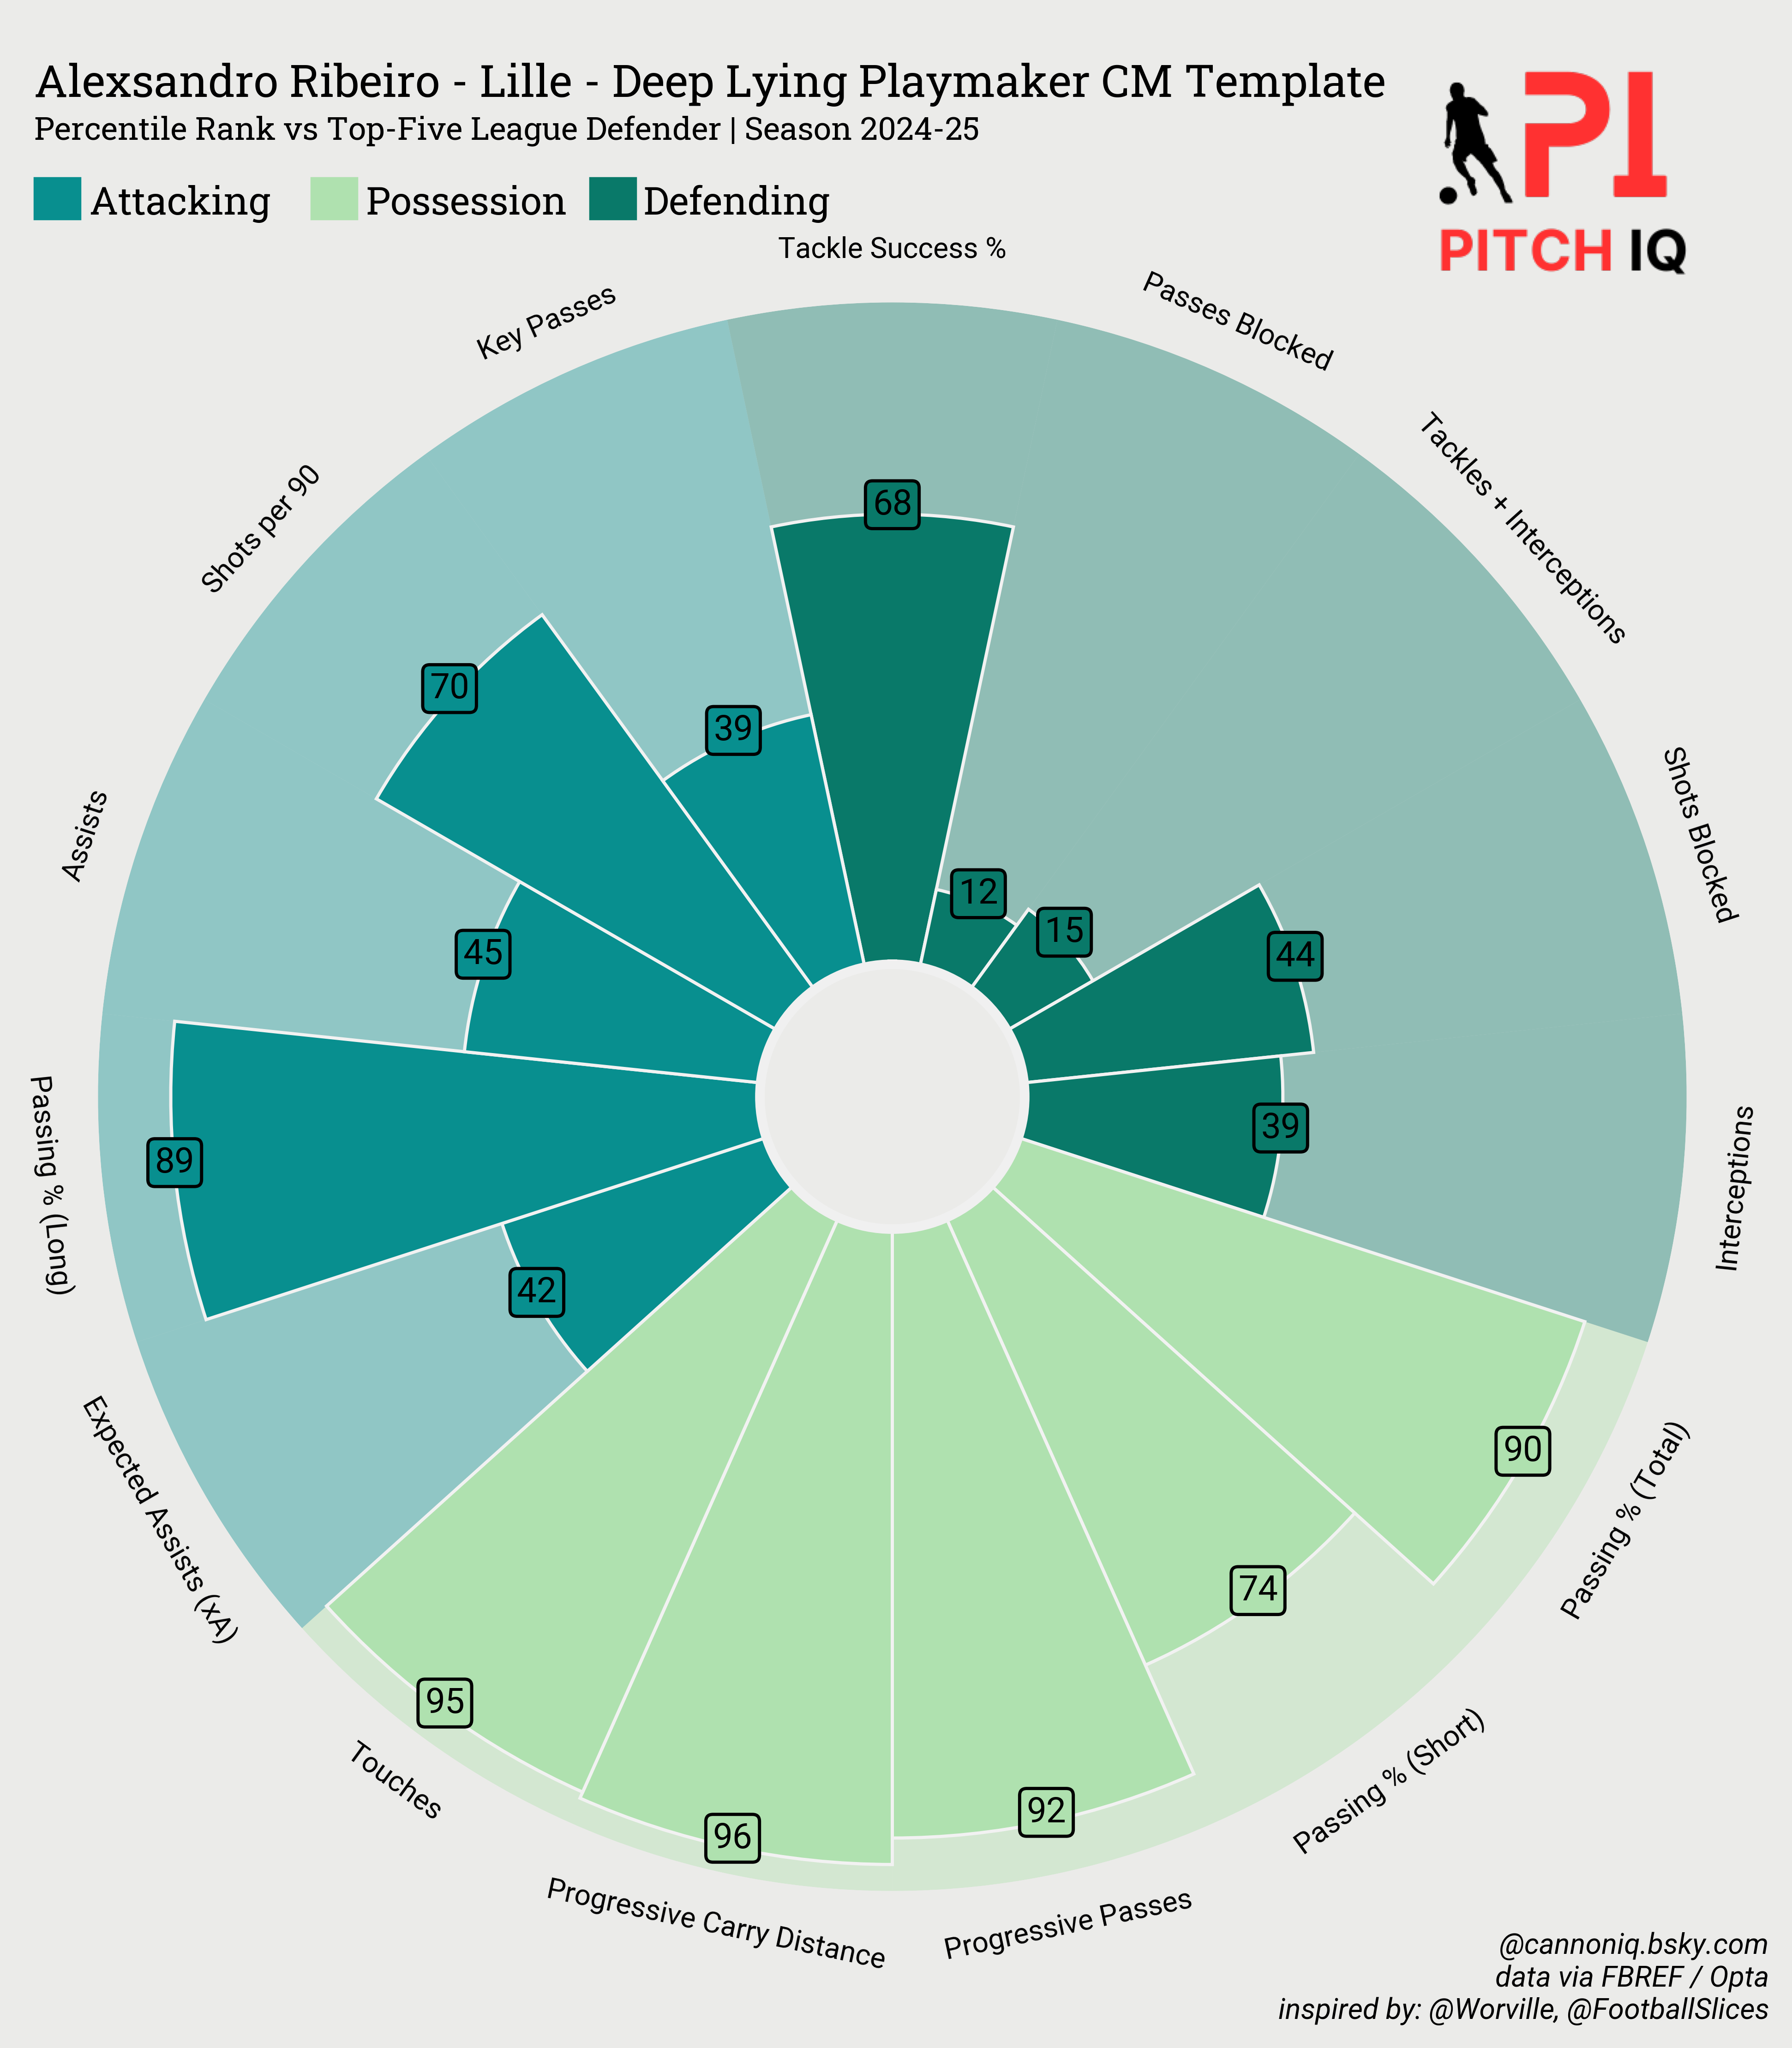 Alexsandro Ribeiro - Lille - Deep Lying Playmaker CM Template
Percentile Rank vs Top-Five League Defender | Season 2024-25
Attacking
Possession
Defending
PI
PITCH IQ
Tackle Success %
Passes Blocked
Tackles + Interceptions
Shots Blocked
Interceptions
Passing % (Total)
Passing % (Short)
Progressive Passes
Progressive Carry Distance
Touches
Expected Assists (xA)
Passing % (Long)
Assists
Shots per 90
Key Passes
68
12
15
44
39
90
74
92
96
95
42
89
45
70
39
@cannoniq.bsky.com
data via FBREF / Opta
inspired by: @Worville, @FootballSlices